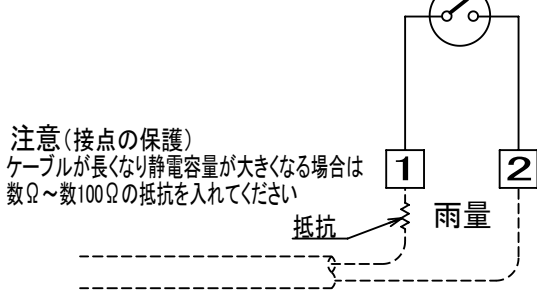 注意(接点の保護)
ケーブルが長くなり静電容量が大きくなる場合は
数Ω～数100Ωの抵抗を入れてください
1
2
抵抗
雨量